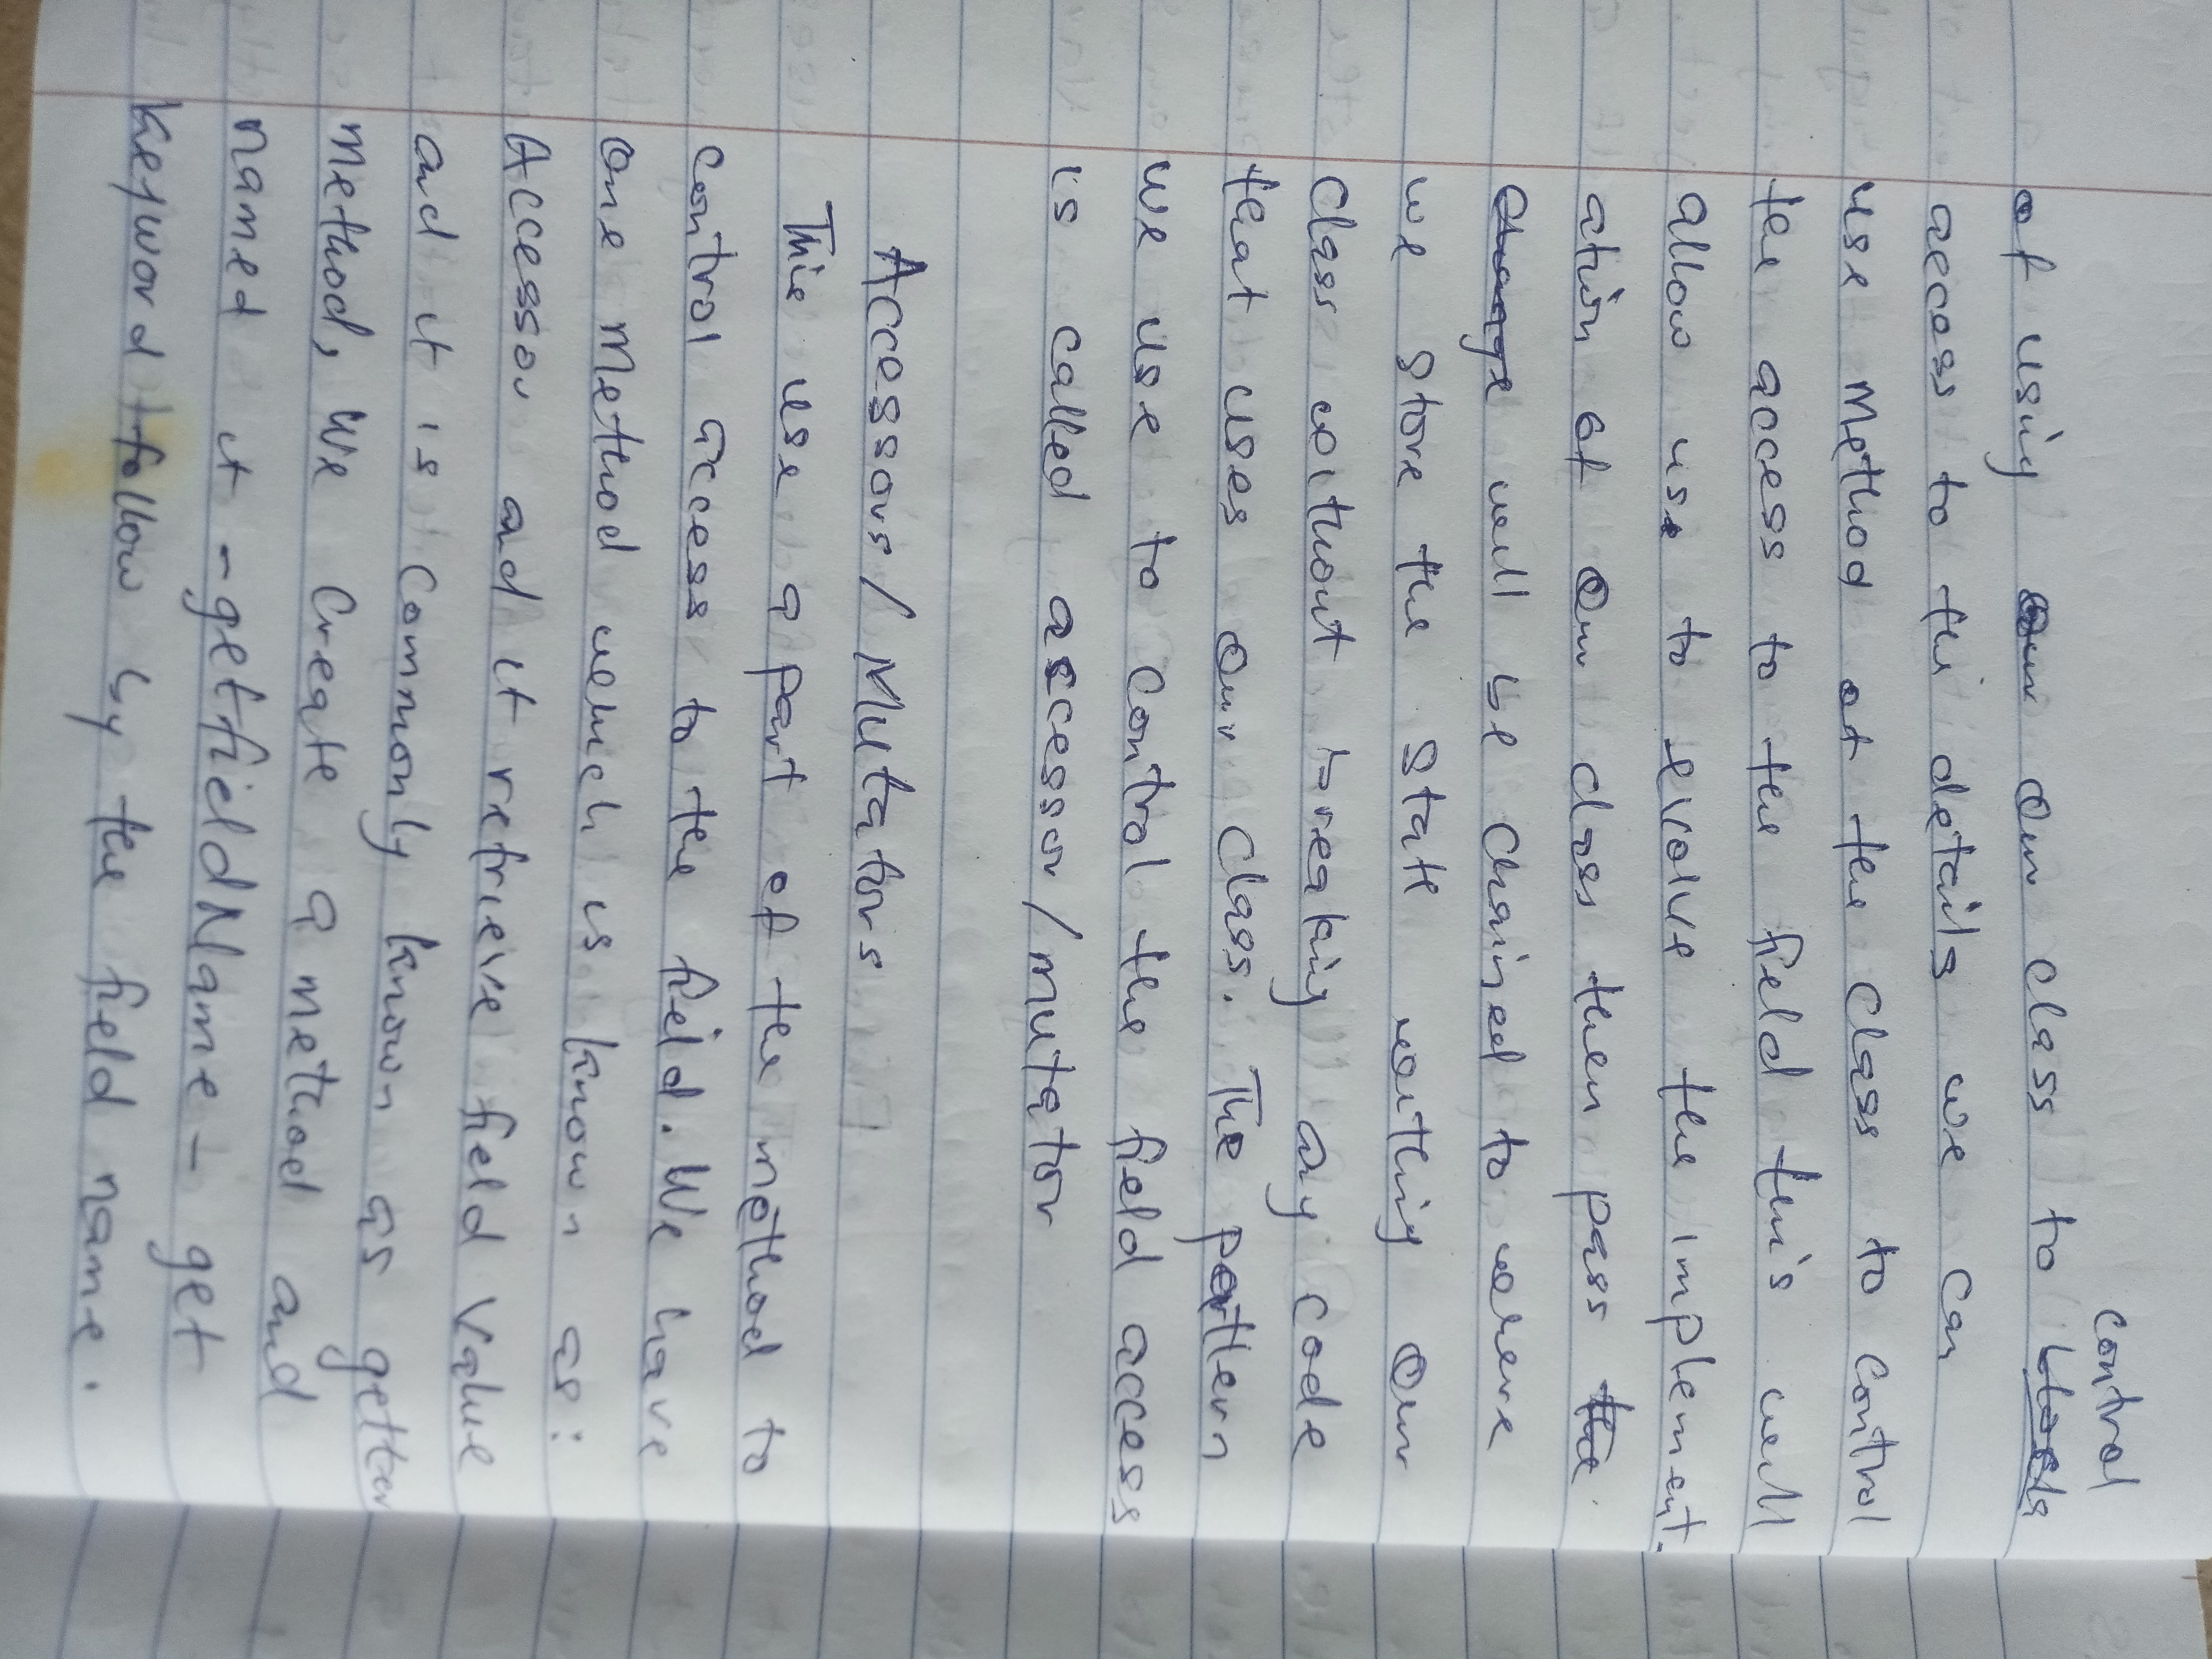 control
of using our class to
access to the details we can
use method of the class to control
the access to the field this will
allow us to evolve the implement-
ation of our class then pass the
will be chained to where
we store the state withing our
class without breaking any code
that uses our class. The pattern
we use to control the field access
is called ascessor/mutator
Accessors/Mutators
This use a part of the method to
control access to the feild. We have
one method which is known as:
Accessor and it retrieve field value
and it is commonly known as getter
method, We create a method and
named it -getfieldName- get
keyword follow by the field name.